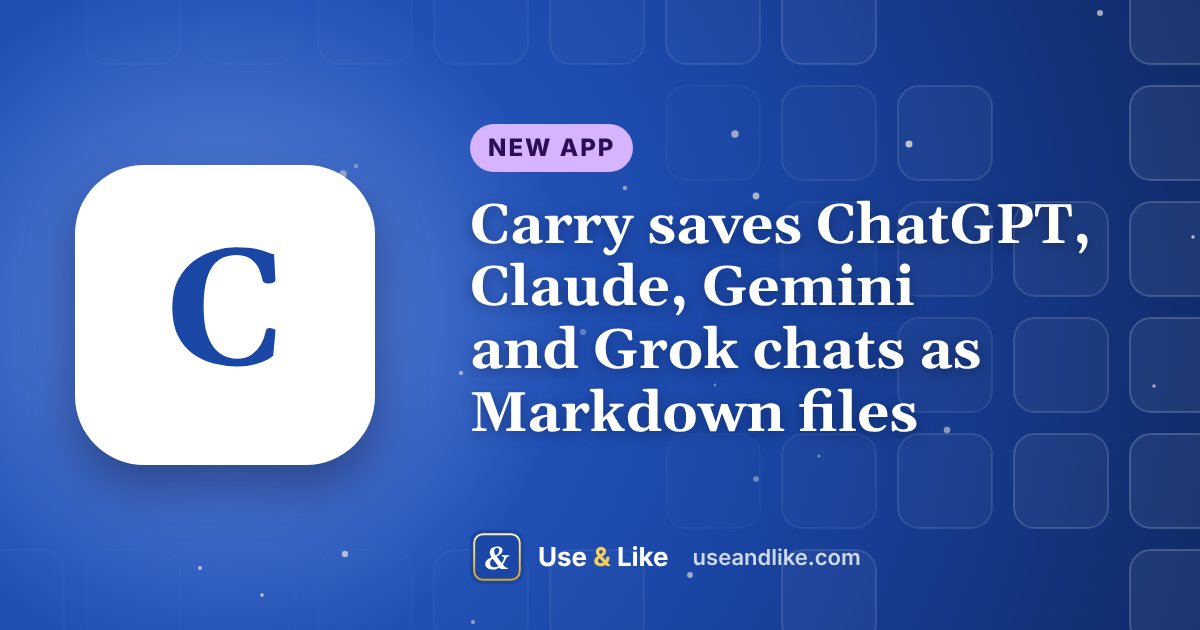 C
NEW APP
Carry saves ChatGPT,
Claude, Gemini
and Grok chats as
Markdown files
& Use & Like useandlike.com